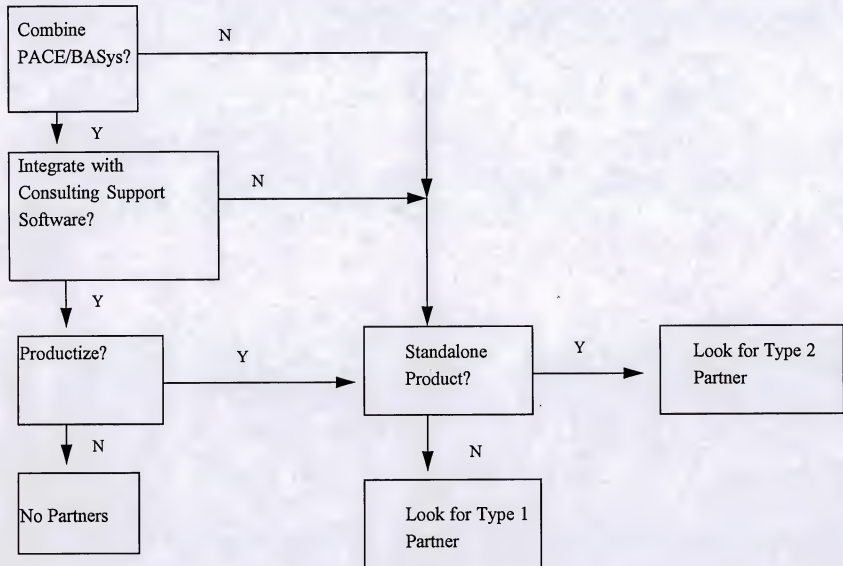 Combine
PACE/BASys?
N
Y
Integrate with
Consulting Support
Software?
N
Y
Productize?
Y
Standalone
Product?
Y
Look for Type 2
Partner
N
N
No Partners
Look for Type 1
Partner